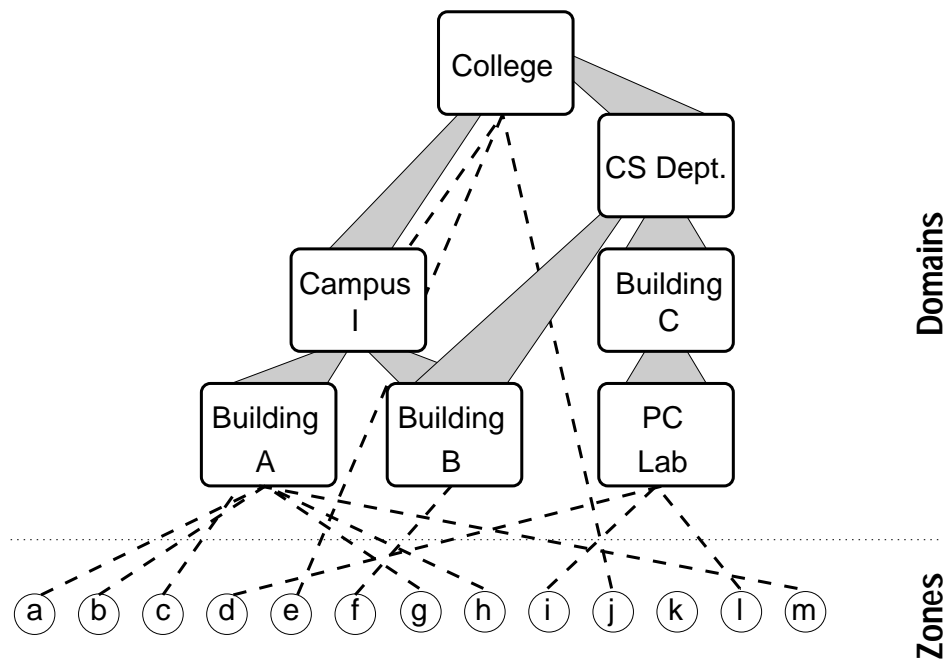 College
CS Dept.
Campus
I
Building
C
Building
A
Building
B
PC
Lab
Domains
a b c d e f g h i j k l m
Zones